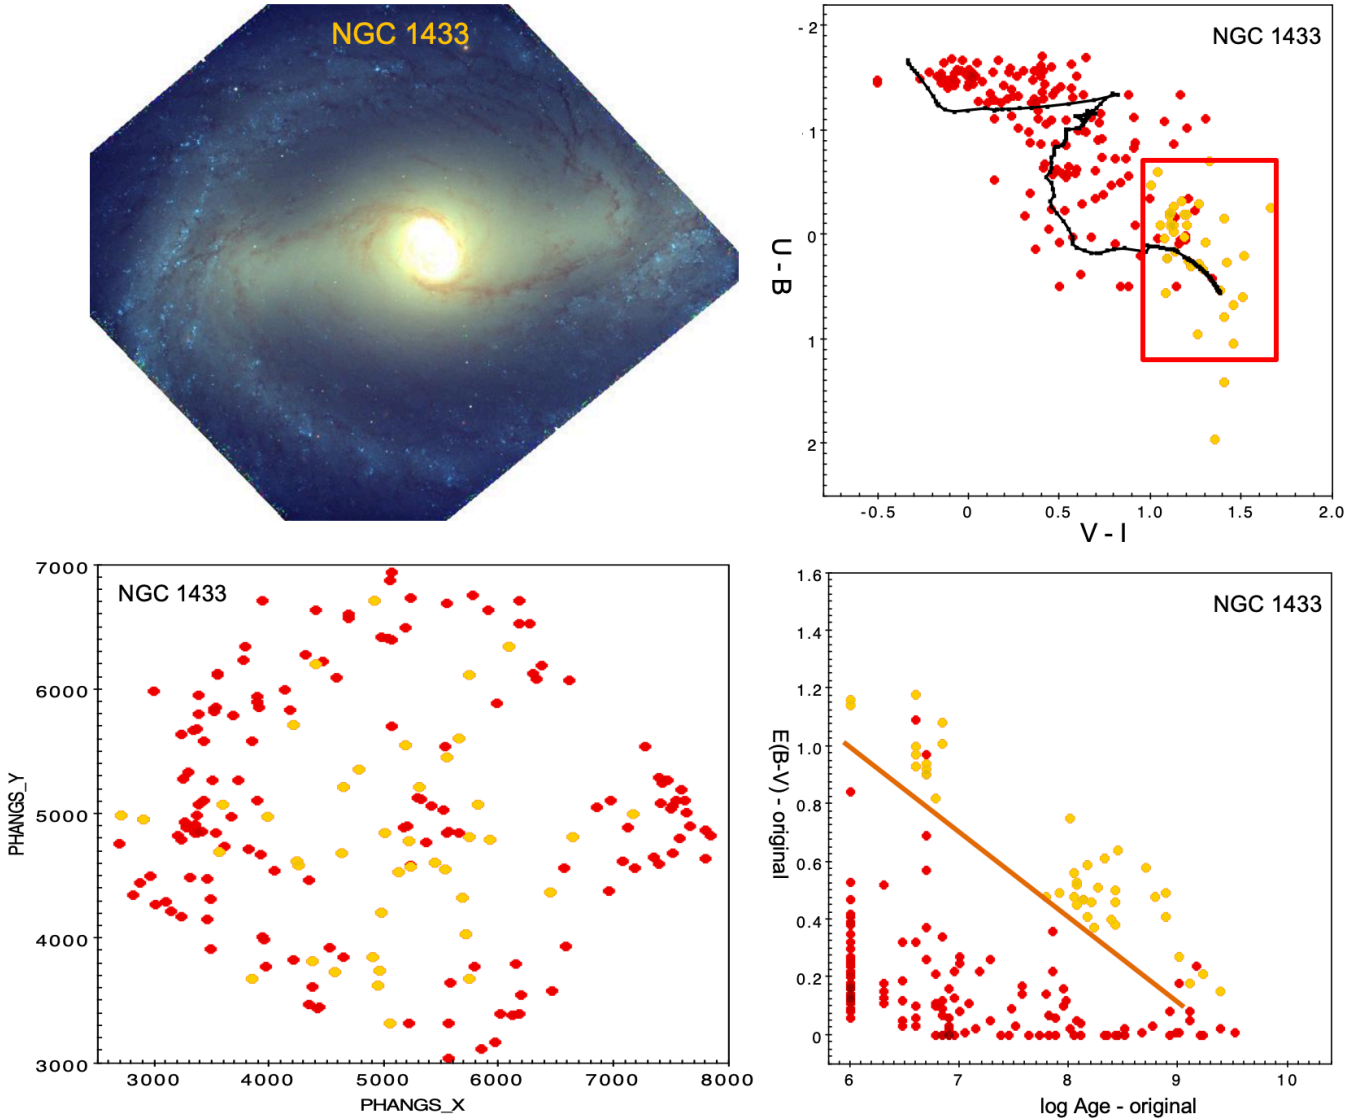 NGC 1433
NGC 1433
- 2
- 1
0
1
2
U - B
-0.5 0 0.5 1.0 1.5 2.0
V - I
NGC 1433
7000
6000
5000
4000
3000
PHANGS_Y
3000 4000 5000 6000 7000 8000
PHANGS_X
NGC 1433
1.6
1.4
1.2
1.0
0.8
0.6
0.4
0.2
0
E(B-V) - original
6 7 8 9 10
log Age - original